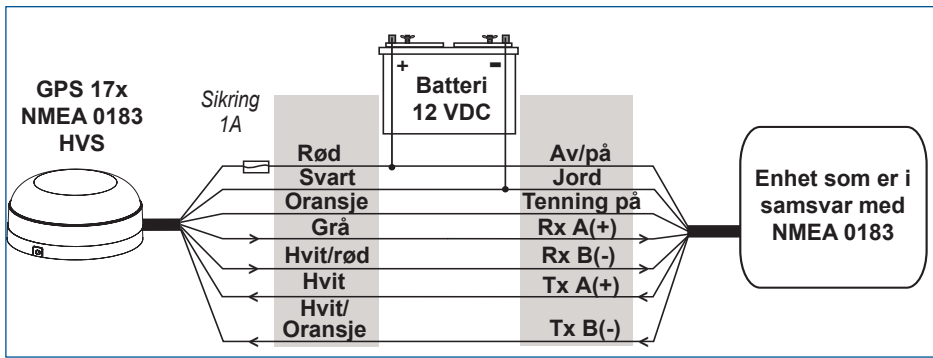 GPS 17x
NMEA 0183
HVS
Sikring
1A
+ -
Batteri
12 VDC
Rød Av/på
Svart Jord
Oransje Tenning på
Grå Rx A(+)
Hvit/rød Rx B(-)
Hvit Tx A(+)
Hvit/
Oransje Tx B(-)
Enhet som er i
samsvar med
NMEA 0183